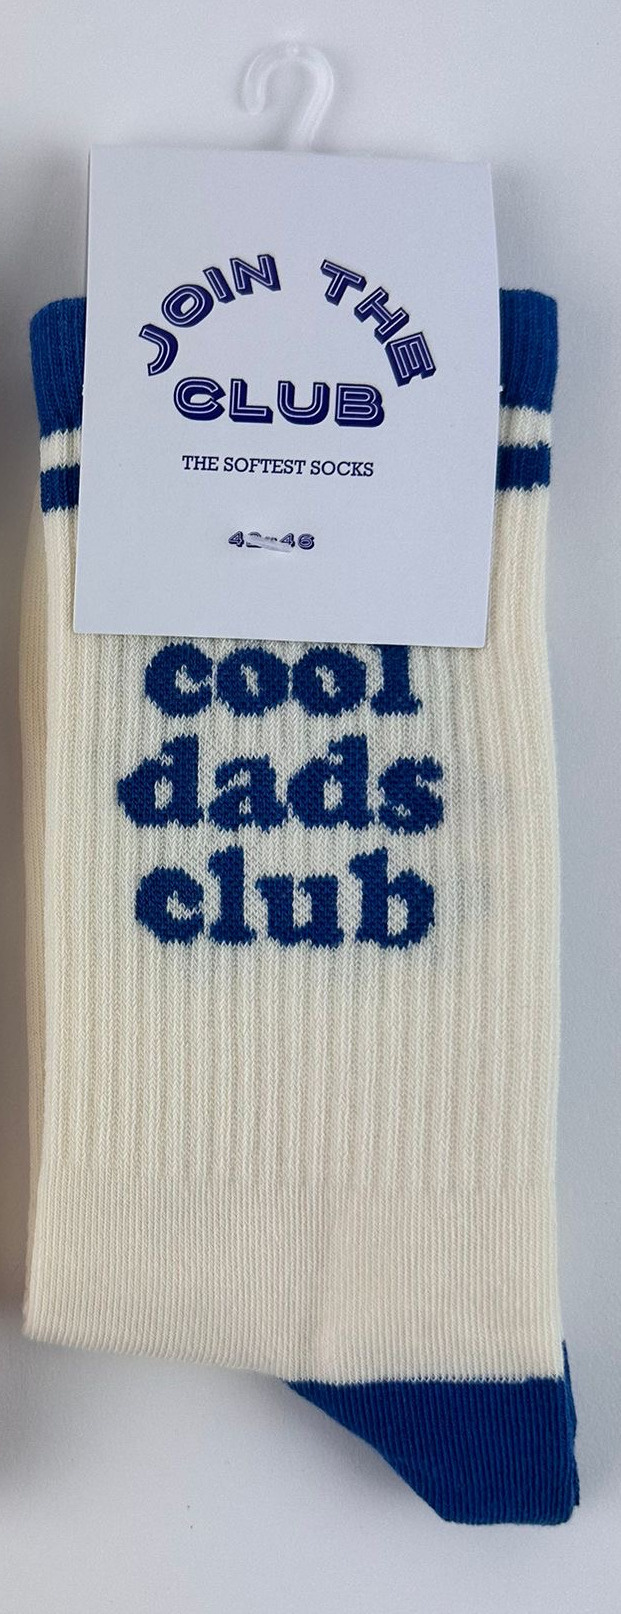 JOIN THE
CLUB
THE SOFTEST SOCKS
cool
dads
club